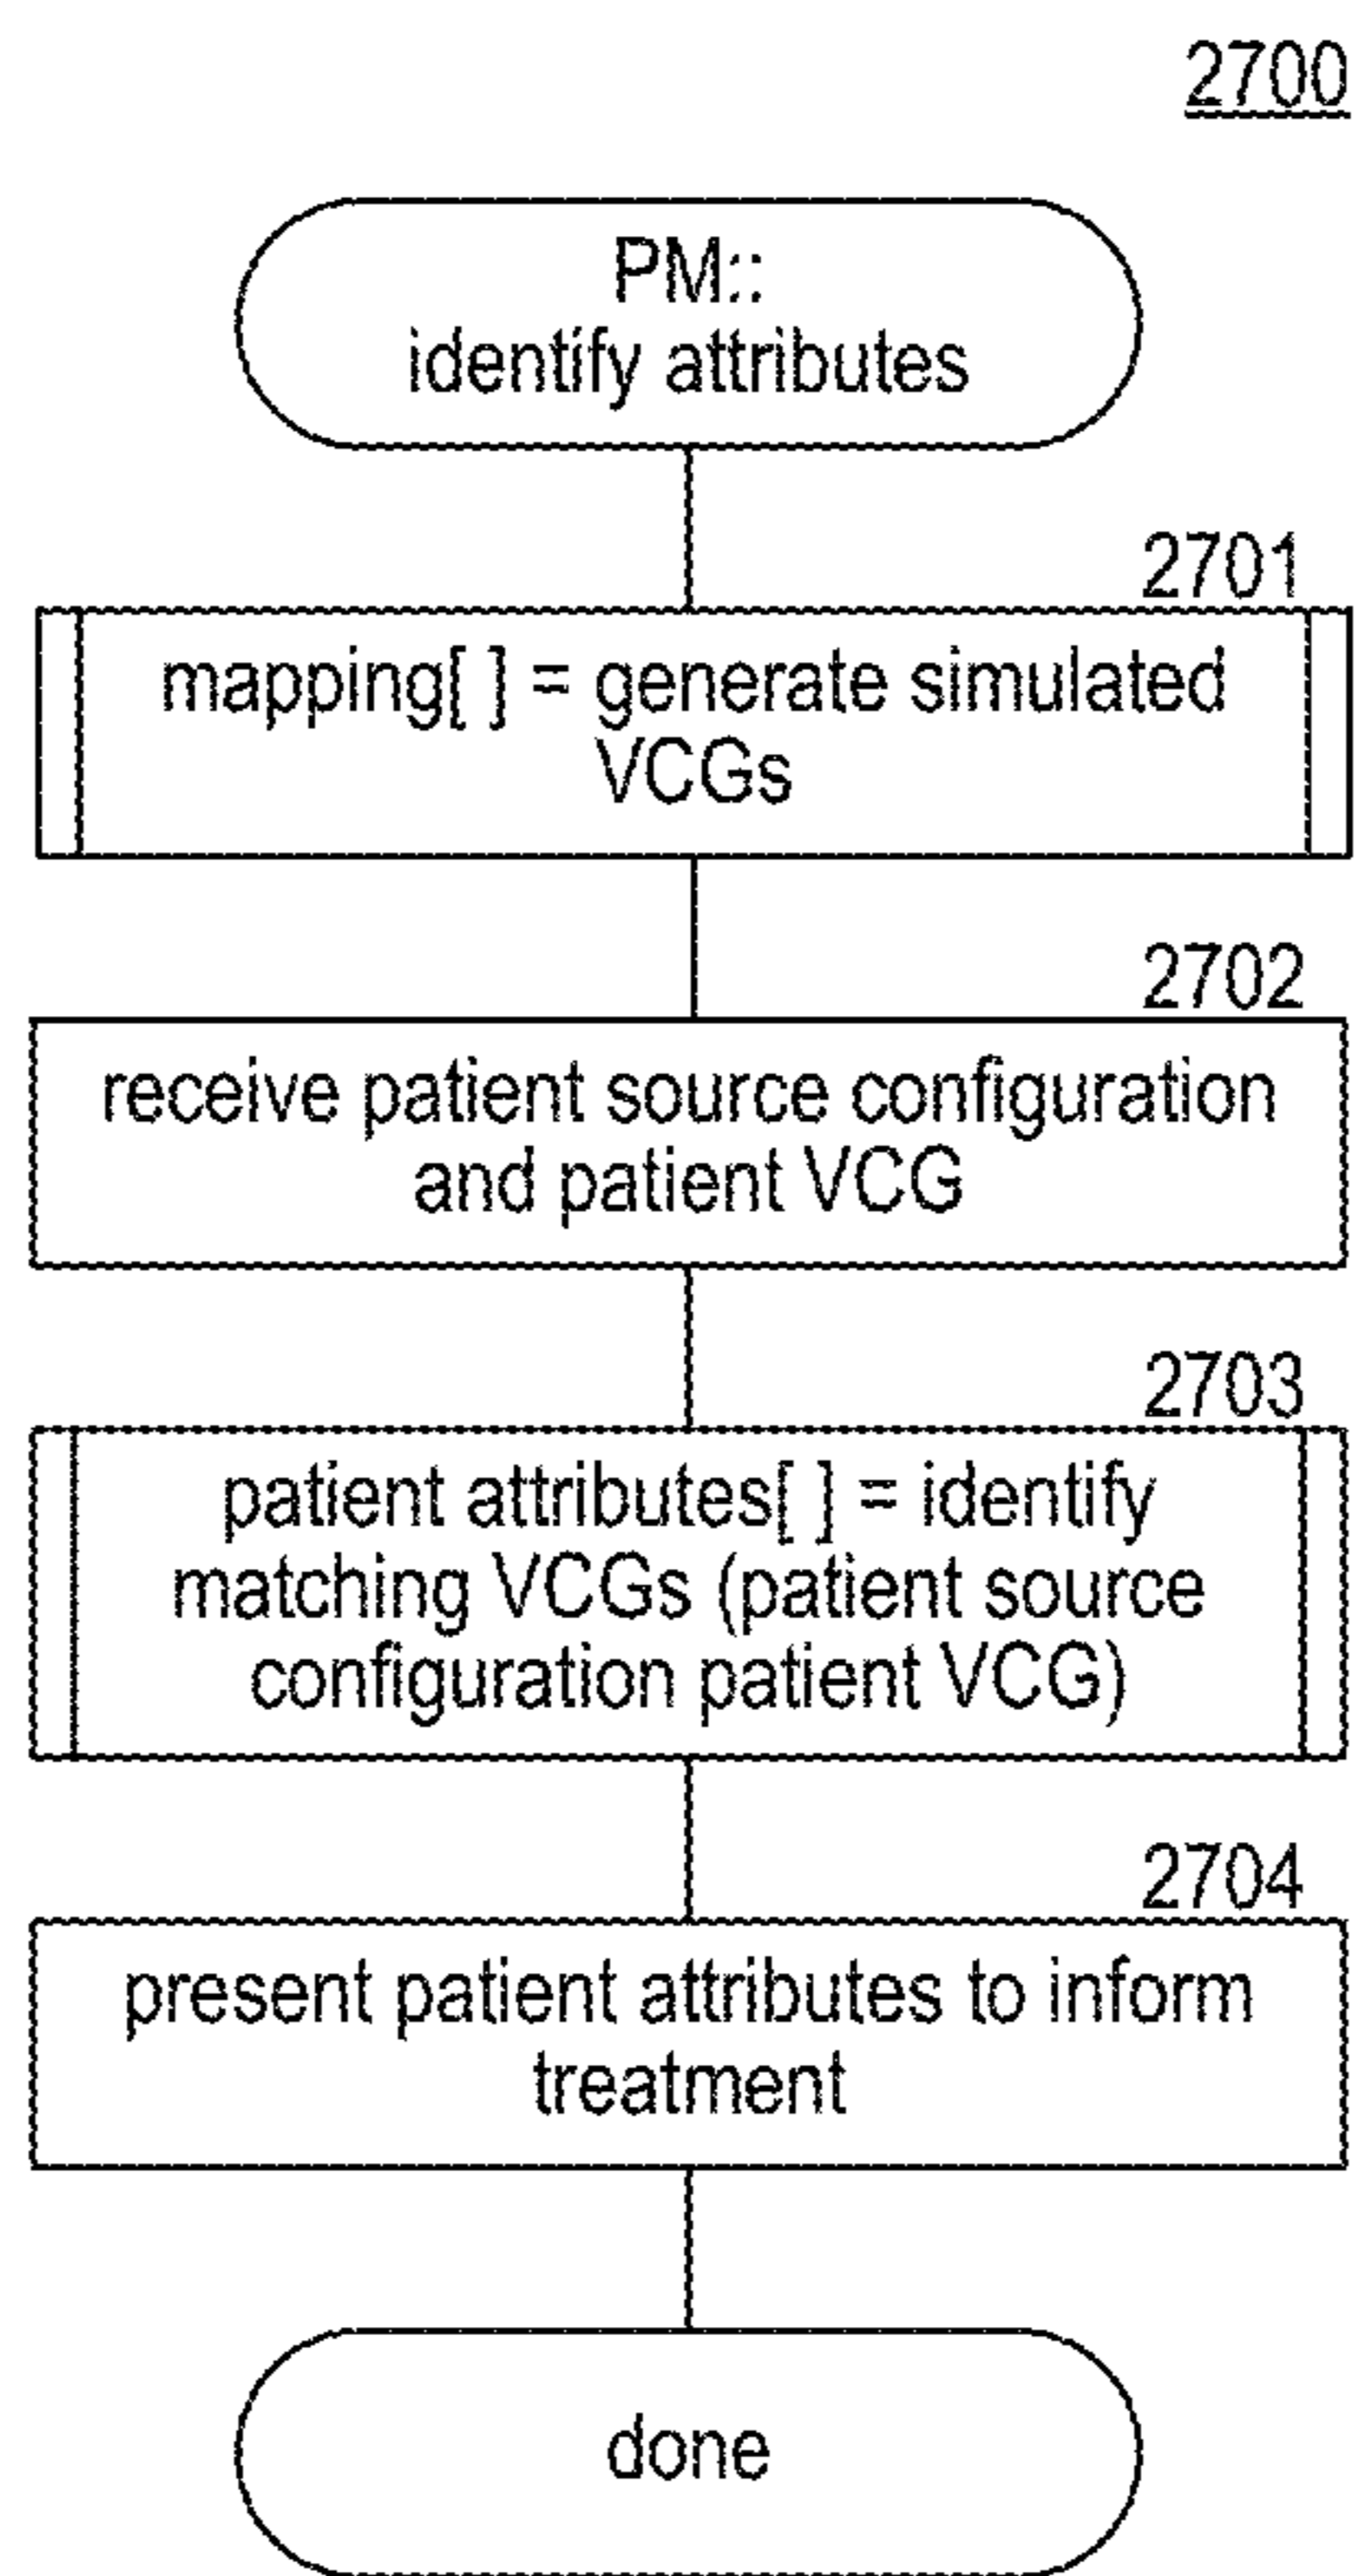 2700
PM::
identify attributes
2701
mapping[ ] = generate simulated
VCGs
2702
receive patient source configuration
and patient VCG
2703
patient attributes[ ] = identify
matching VCGs (patient source
configuration patient VCG)
2704
present patient attributes to inform
treatment
done